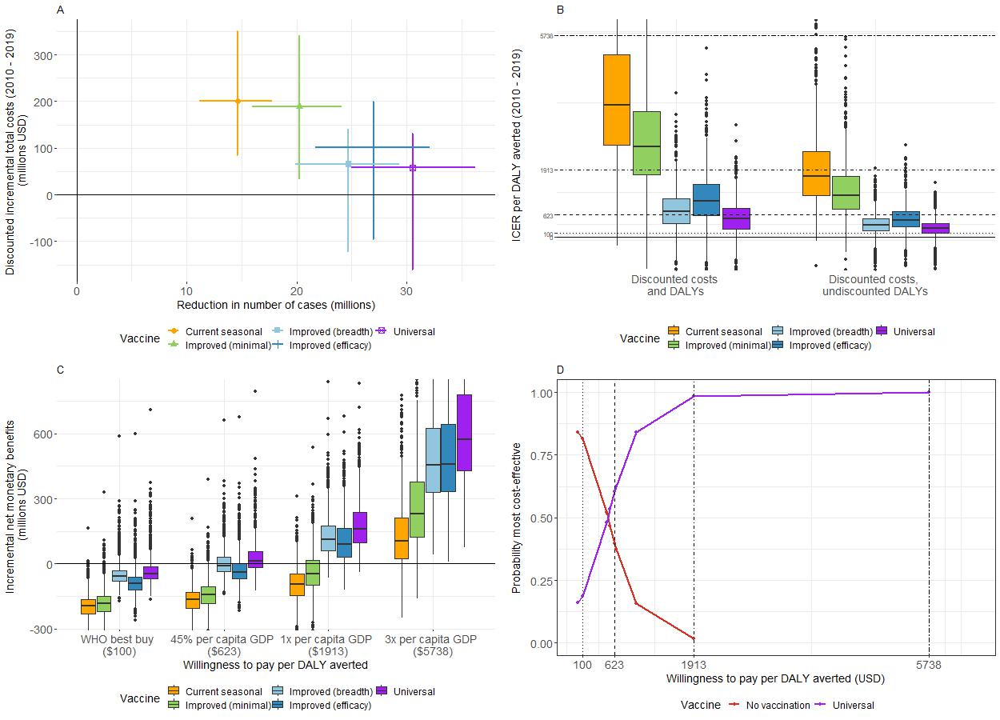 A
Discounted incremental total costs (2010 - 2019)
(millions USD)
300
200
100
0
-100
0
10
20
30
Reduction in number of cases (millions)
Vaccine
Current seasonal
Improved (breadth)
Universal
Improved (minimal)
Improved (efficacy)
B
ICER per DALY averted (2010 - 2019)
5738
1913
623
100
0
Discounted costs
and DALYs
Discounted costs,
undiscounted DALYs
Vaccine
Current seasonal
Improved (breadth)
Universal
Improved (minimal)
Improved (efficacy)
C
Incremental net monetary benefits
(millions USD)
600
300
0
-300
WHO best buy
($100)
45% per capita GDP
($623)
1x per capita GDP
($1913)
3x per capita GDP
($5738)
Willingness to pay per DALY averted
Vaccine
Current seasonal
Improved (breadth)
Universal
Improved (minimal)
Improved (efficacy)
D
Probability most cost-effective
1.00
0.75
0.50
0.25
0.00
100
623
1913
5738
Willingness to pay per DALY averted (USD)
Vaccine
No vaccination
Universal